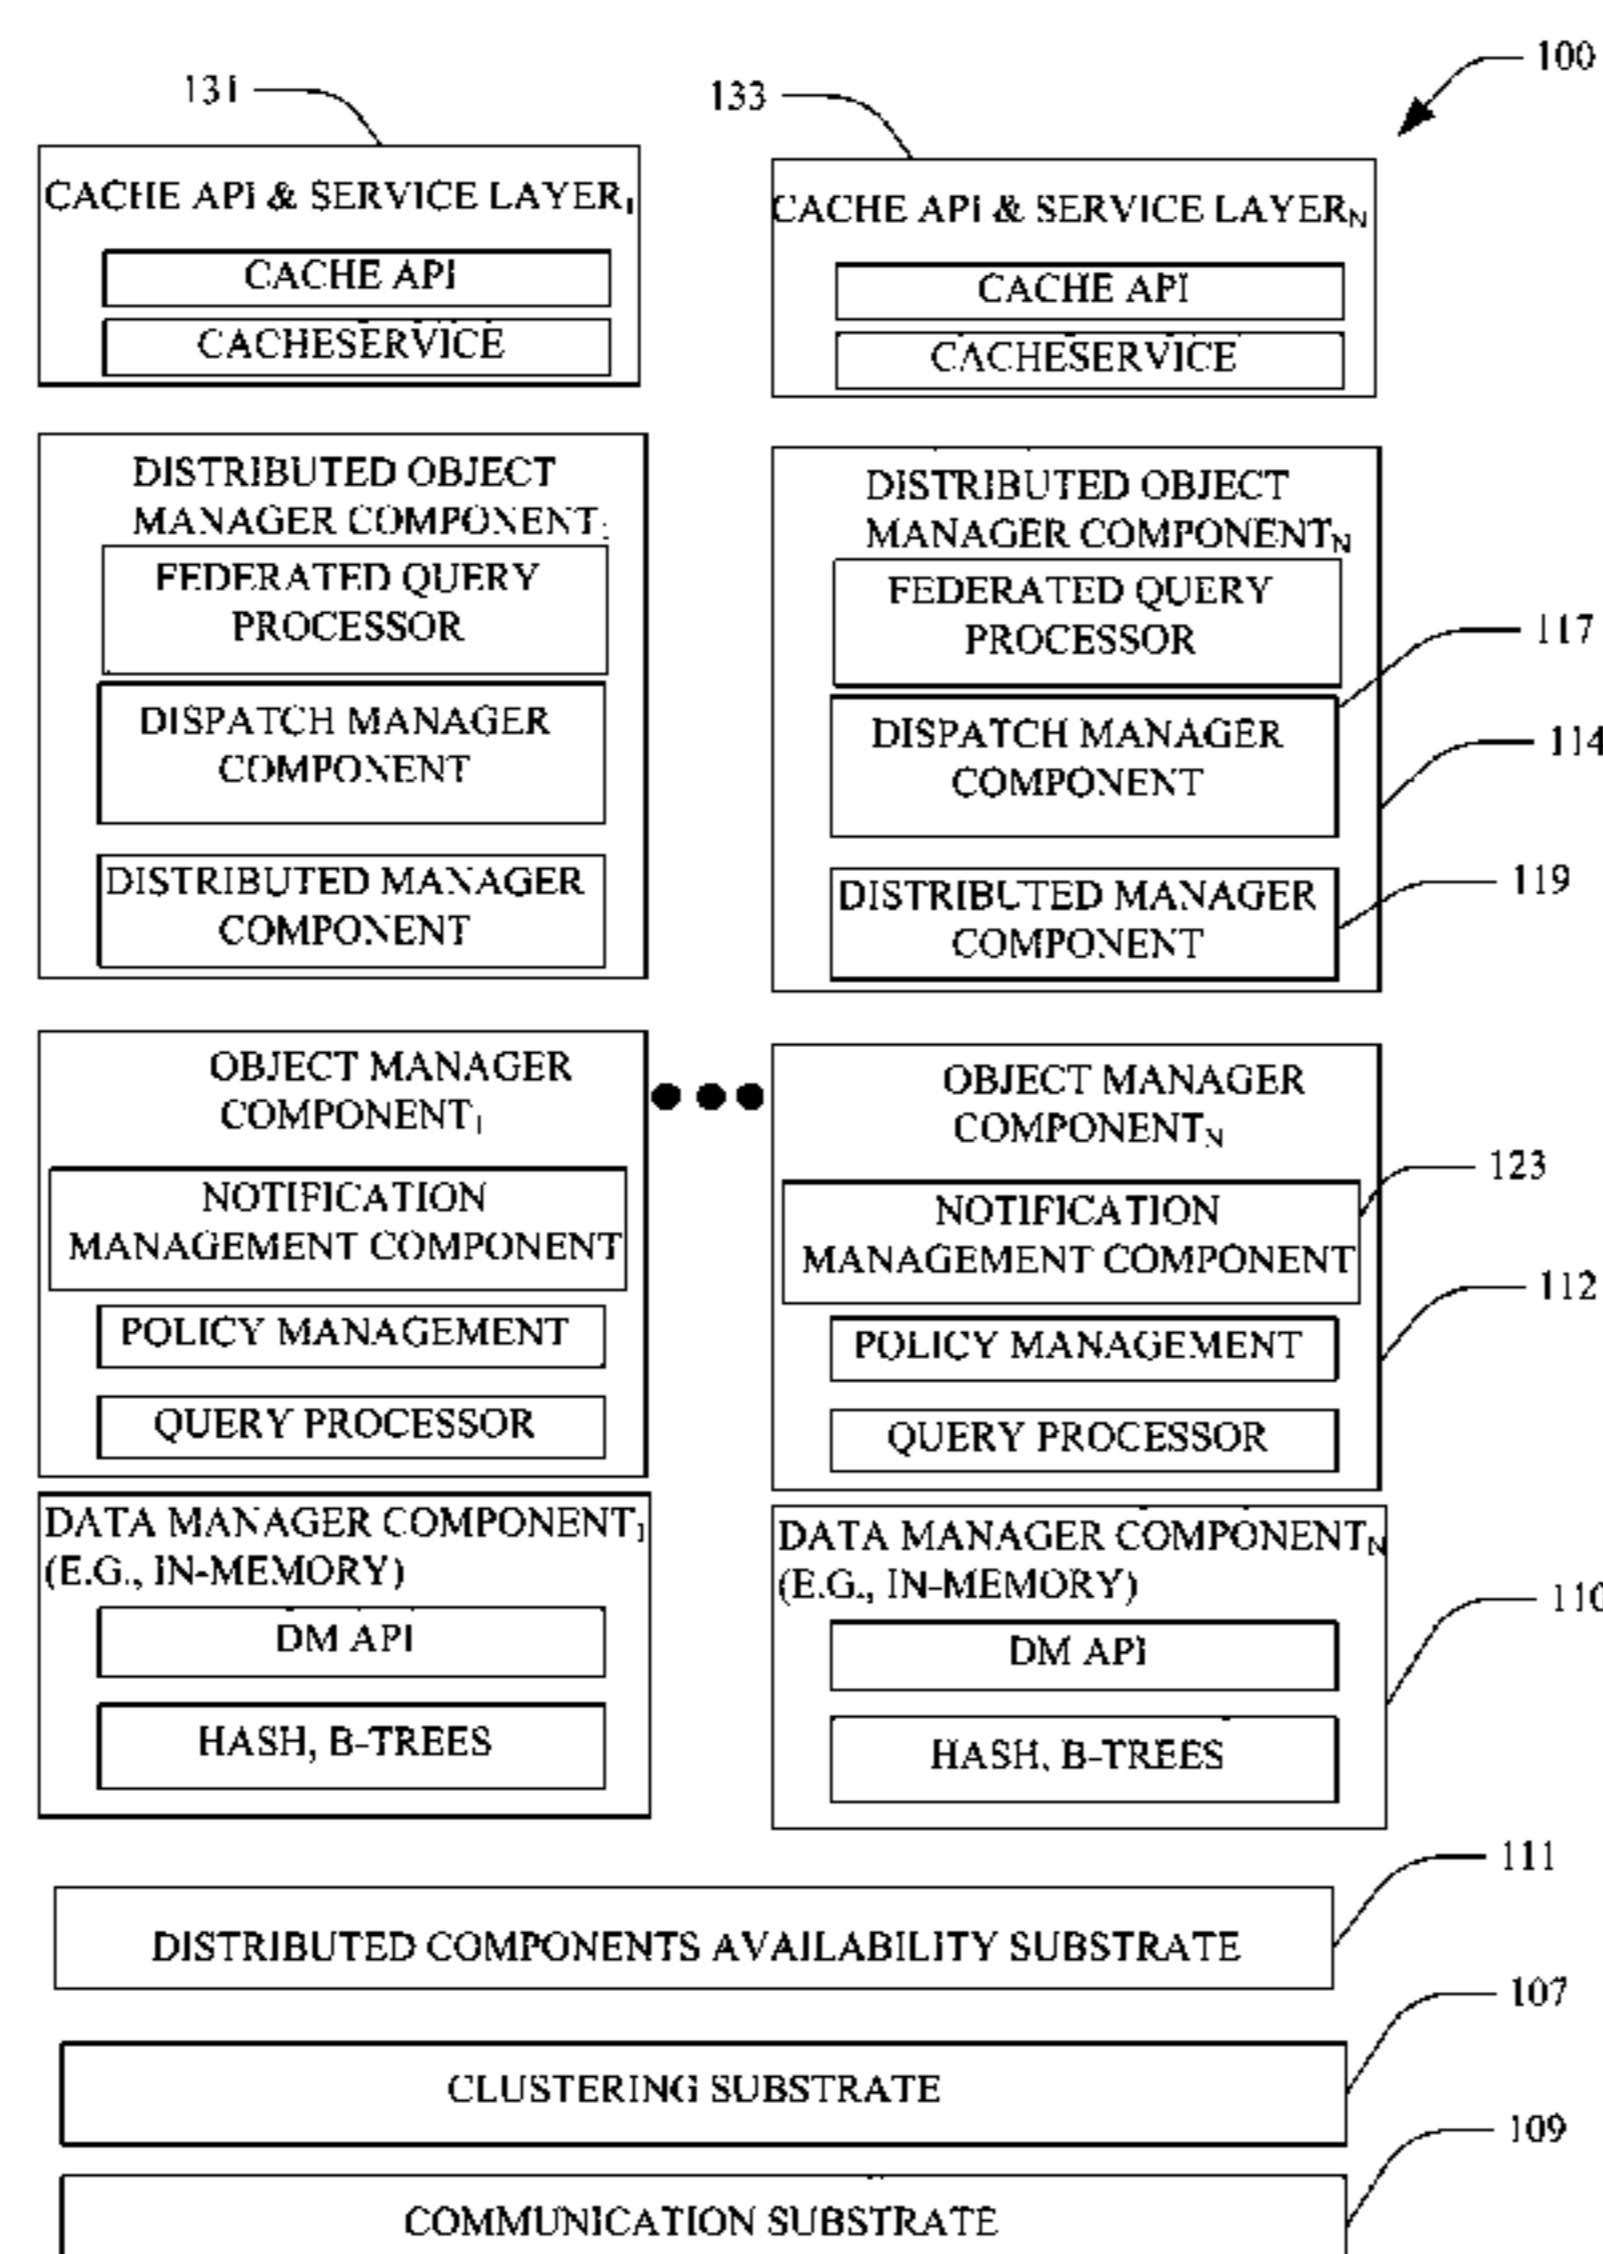 100
131
133
CACHE API & SERVICE LAYER1
CACHE API
CACHESERVICE
CACHE API & SERVICE LAYERN
CACHE API
CACHESERVICE
DISTRIBUTED OBJECT
MANAGER COMPONENT1
FEDERATED QUERY
PROCESSOR
DISPATCH MANAGER
COMPONENT
DISTRIBUTED MANAGER
COMPONENT
DISTRIBUTED OBJECT
MANAGER COMPONENTN
FEDERATED QUERY
PROCESSOR
117
DISPATCH MANAGER
COMPONENT
114
DISTRIBUTED MANAGER
COMPONENT
119
OBJECT MANAGER
COMPONENT1
NOTIFICATION
MANAGEMENT COMPONENT
POLICY MANAGEMENT
QUERY PROCESSOR
OBJECT MANAGER
COMPONENTN
123
NOTIFICATION
MANAGEMENT COMPONENT
112
POLICY MANAGEMENT
QUERY PROCESSOR
DATA MANAGER COMPONENT1
(E.G., IN-MEMORY)
DM API
HASH, B-TREES
DATA MANAGER COMPONENTN
(E.G., IN-MEMORY)
110
DM API
HASH, B-TREES
111
DISTRIBUTED COMPONENTS AVAILABILITY SUBSTRATE
107
CLUSTERING SUBSTRATE
109
COMMUNICATION SUBSTRATE